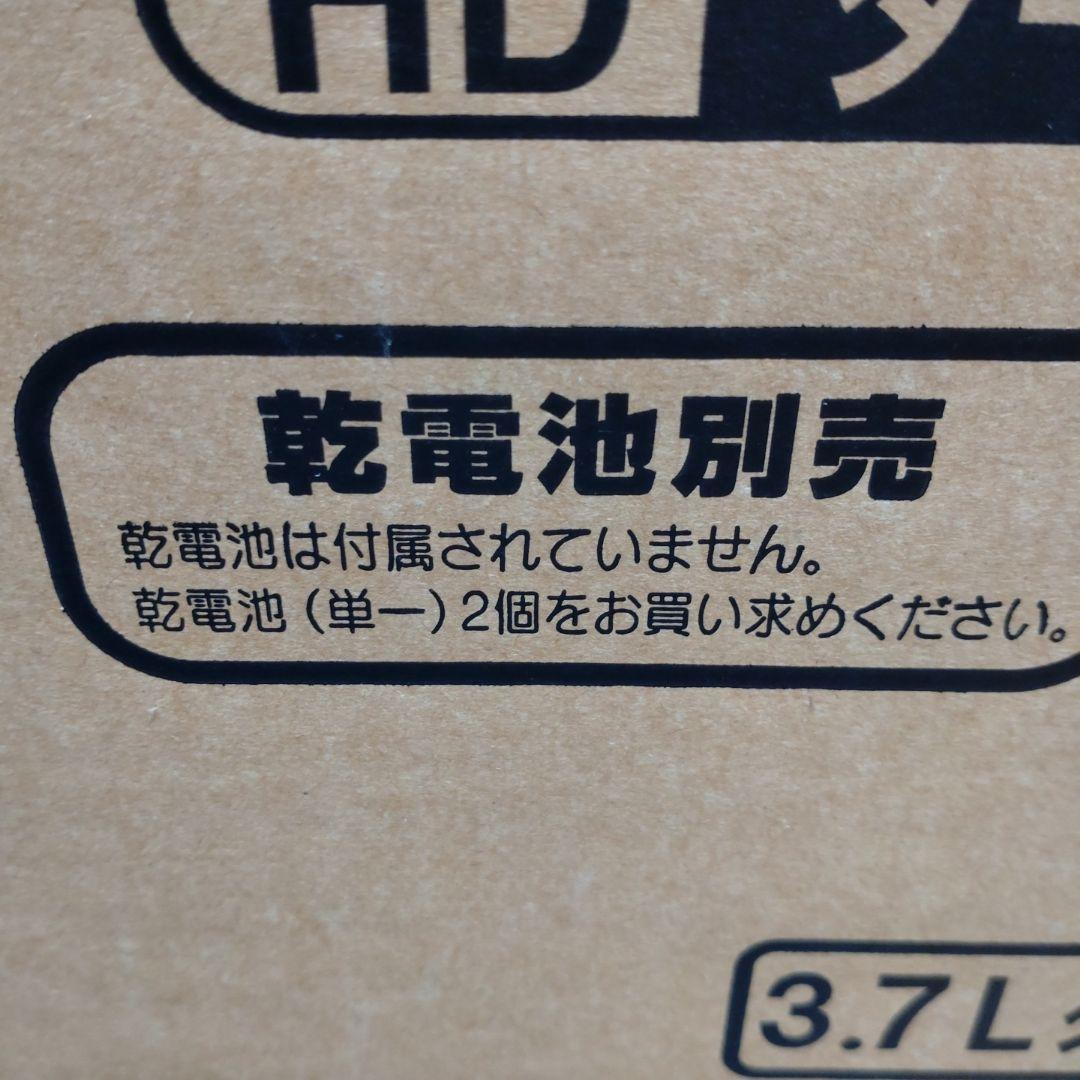 HD
乾電池別売
乾電池は付属されていません。
乾電池(単一)2個をお買い求めください。
3.7L